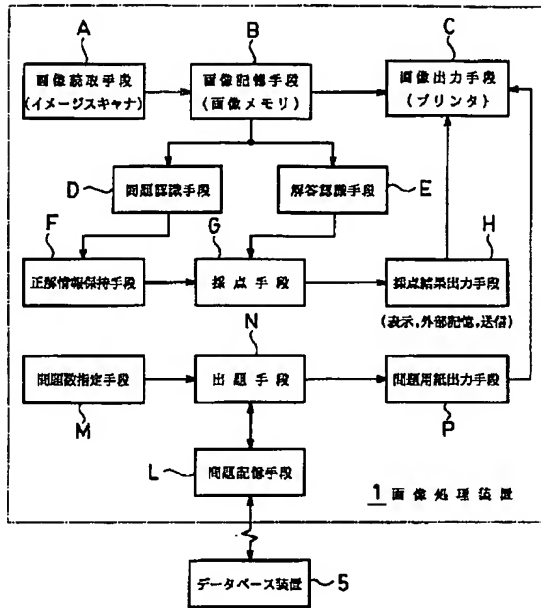 A
B
C
画像読取手段
(イメージスキャナ)
画像記憶手段
(画像メモリ)
画像出力手段
(プリンタ)
D
問題認識手段
解答認識手段
E
F
G
H
正解情報保持手段
採点手段
採点結果出力手段
(表示,外部記憶,送信)
N
問題数指定手段
出題手段
問題用紙出力手段
M
P
L
問題記憶手段
1 画像処理装置
データベース装置
5